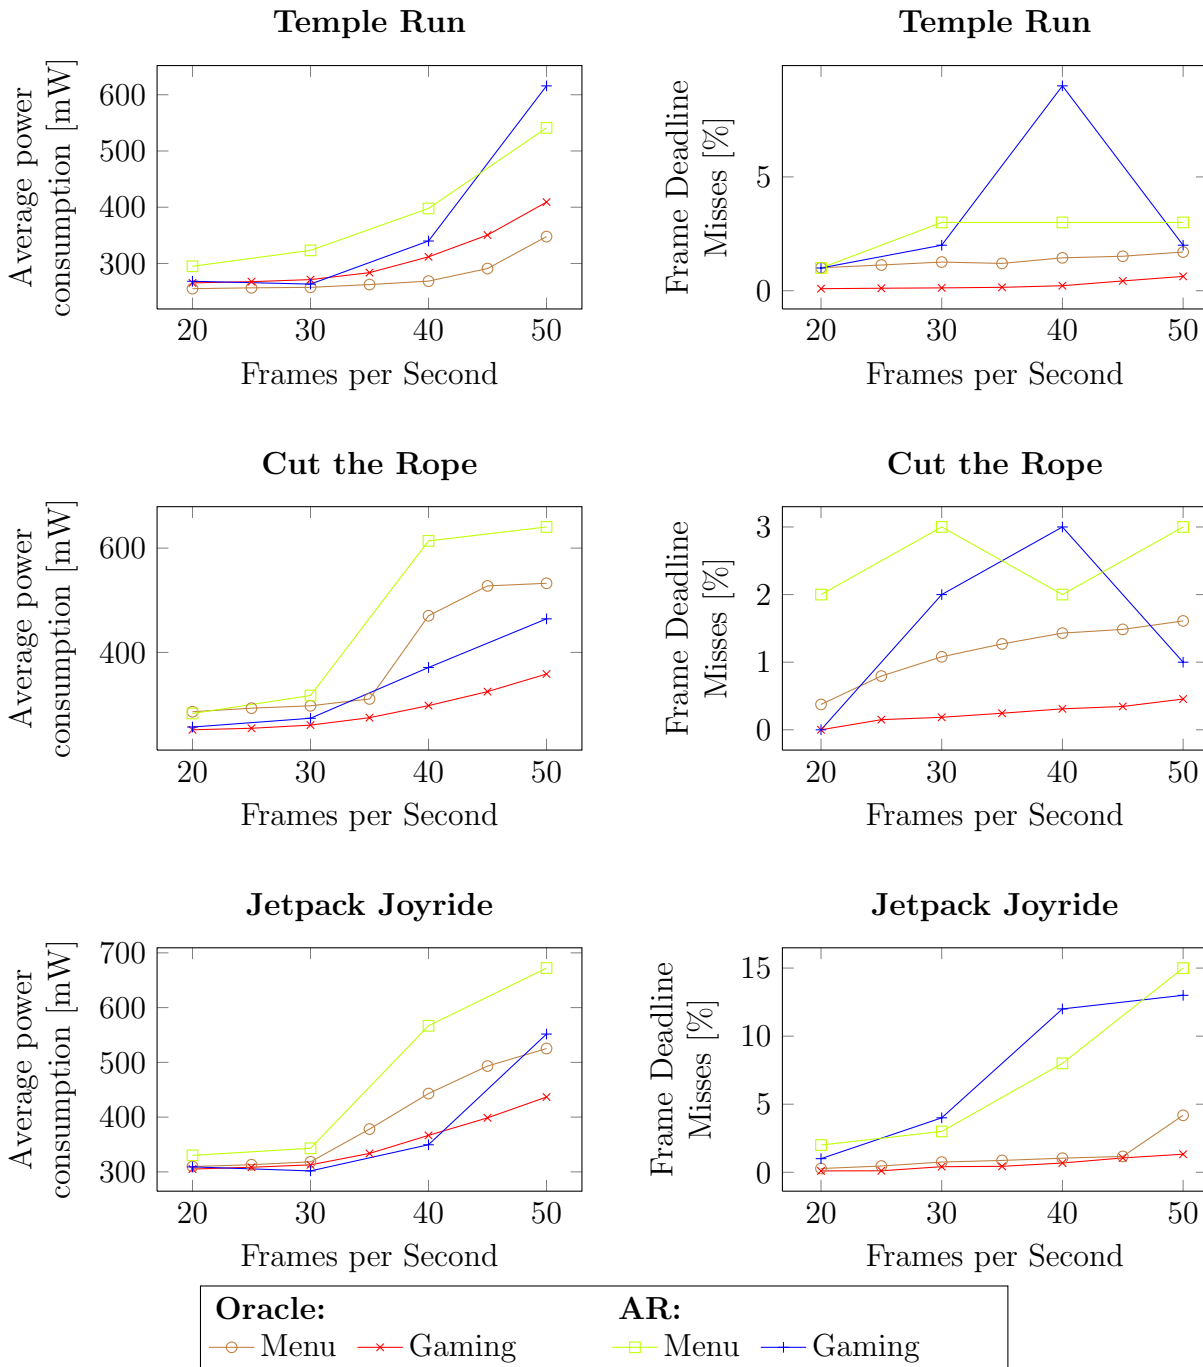 Temple Run
Temple Run
Average power
consumption [mW]
600
500
400
300
20 30 40 50
Frames per Second
Frame Deadline
Misses [%]
5
0
20 30 40 50
Frames per Second
Cut the Rope
Cut the Rope
Average power
consumption [mW]
600
400
20 30 40 50
Frames per Second
Frame Deadline
Misses [%]
3
2
1
0
20 30 40 50
Frames per Second
Jetpack Joyride
Jetpack Joyride
Average power
consumption [mW]
700
600
500
400
300
20 30 40 50
Frames per Second
Frame Deadline
Misses [%]
15
10
5
0
20 30 40 50
Frames per Second
Oracle: AR:
Menu Gaming Menu Gaming